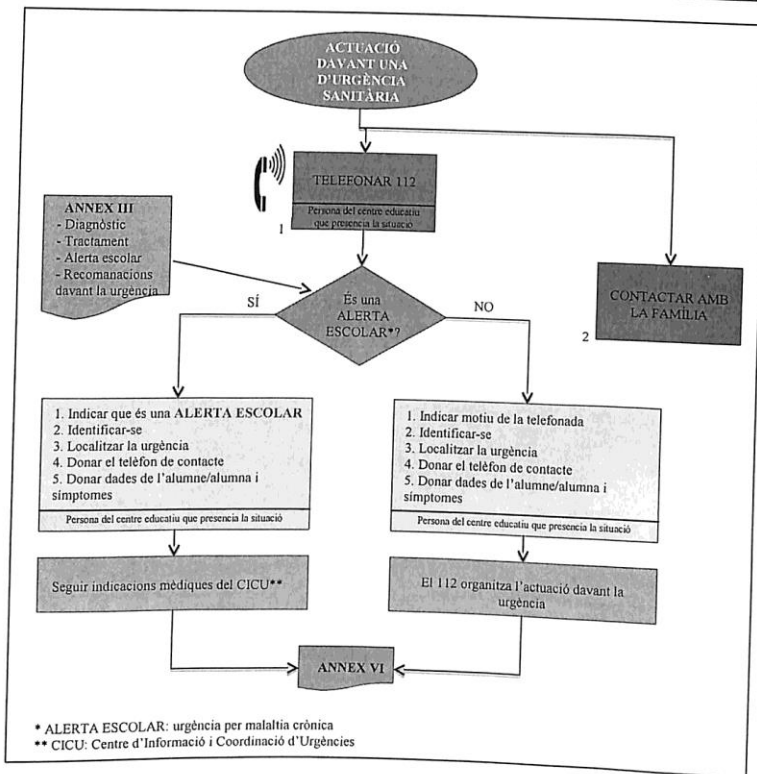 ACTUACIÓ
DAVANT UNA
D'URGÈNCIA
SANITÀRIA
TELEFONAR 112
Persona del centre educatiu
que presencia la situació
1
ANNEX III
- Diagnòstic
- Tractament
- Alerta escolar
- Recomanacions
davant la urgència
CONTACTAR AMB
LA FAMÍLIA
2
És una
ALERTA
ESCOLAR*?
SÍ
NO
1. Indicar que és una ALERTA ESCOLAR
2. Identificar-se
3. Localitzar la urgència
4. Donar el telèfon de contacte
5. Donar dades de l'alumne/alumna i
símptomes
Persona del centre educatiu que presencia la situació
1. Indicar motiu de la telefonada
2. Identificar-se
3. Localitzar la urgència
4. Donar el telèfon de contacte
5. Donar dades de l'alumne/alumna i
símptomes
Persona del centre educatiu que presencia la situació
Seguir indicacions mèdiques del CICU**
El 112 organitza l'actuació davant la
urgència
ANNEX VI
* ALERTA ESCOLAR: urgència per malaltia crònica
** CICU: Centre d'Informació i Coordinació d'Urgències